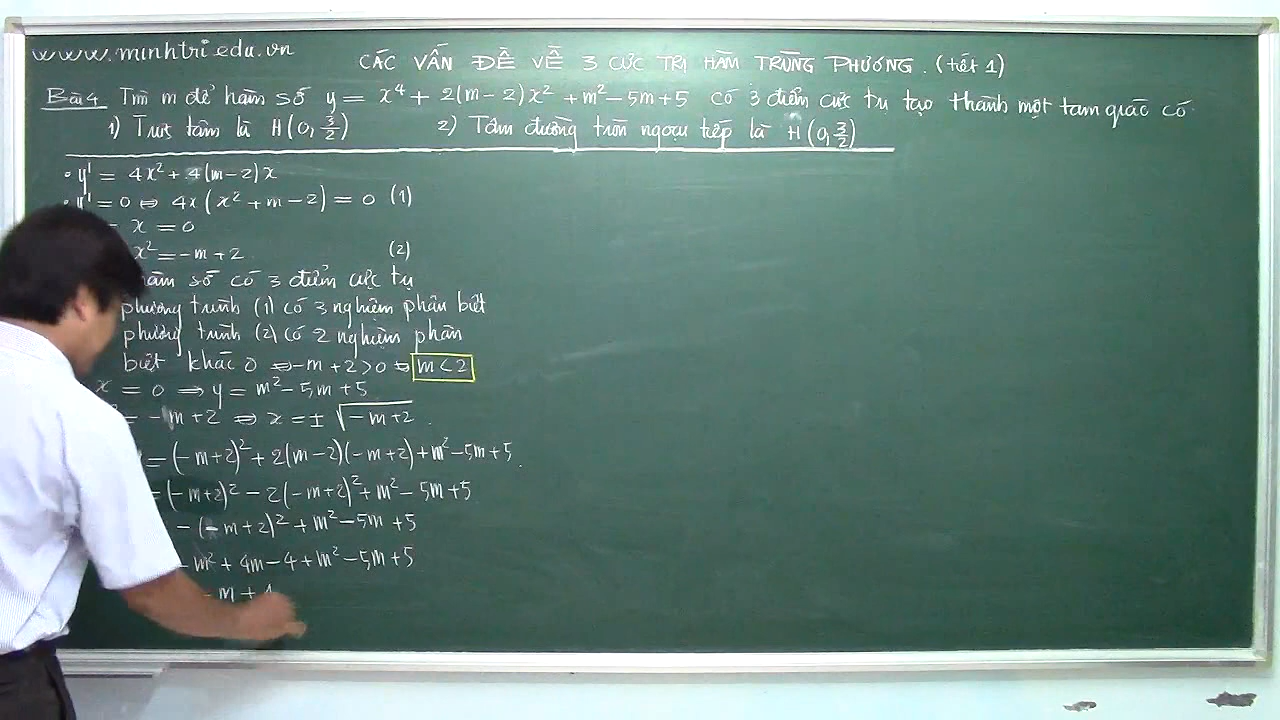 www.minhtri.edu.vn
CÁC VẤN ĐỀ VỀ 3 CỰC TRỊ HÀM TRÙNG PHƯƠNG. (tiết 1)
Bài 4 Tìm m để hàm số y = x⁴ + 2(m-2)x² + m² - 5m + 5 có 3 điểm cực trị tạo thành một tam giác có
1) Trực tâm là H(0, 3/2) 2) Tâm đường tròn ngoại tiếp là H(0, 3/2)
• y' = 4x² + 4(m-2)x
• y' = 0 ⇔ 4x(x² + m - 2) = 0 (1)
x = 0
x² = -m + 2 (2)
hàm số có 3 điểm cực trị
phương trình (1) có 3 nghiệm phân biệt
phương trình (2) có 2 nghiệm phân
biệt khác 0 ⇔ -m + 2 > 0 ⇔ m < 2
x = 0 ⇒ y = m² - 5m + 5
= -m + 2 ⇔ x = ± √(-m+2).
= (-m+2)² + 2(m-2)(-m+2) + m² - 5m + 5.
= (-m+2)² - 2(-m+2)² + m² - 5m + 5
- (-m+2)² + m² - 5m + 5
- m² + 4m - 4 + m² - 5m + 5
- m + 1